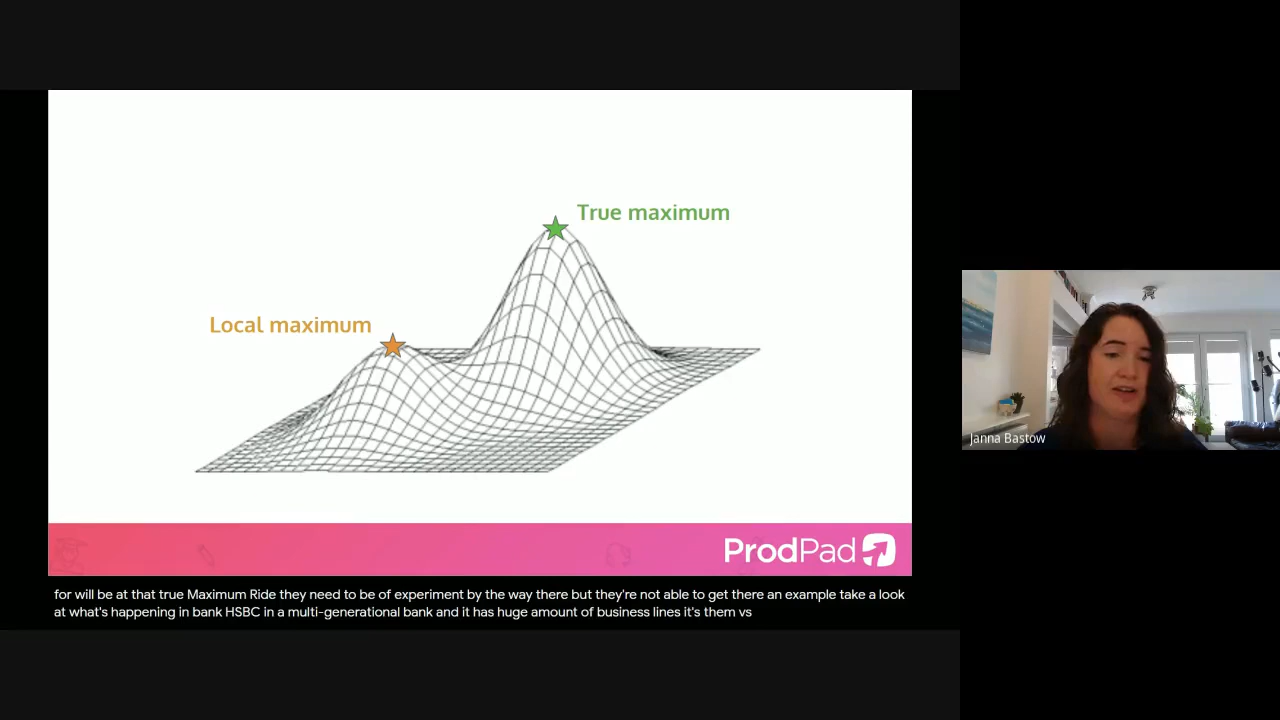 True maximum
Local maximum
ProdPad
for will be at that true Maximum Ride they need to be of experiment by the way there but they're not able to get there an example take a look
at what's happening in bank HSBC in a multi-generational bank and it has huge amount of business lines it's them vs
Janna Bastow